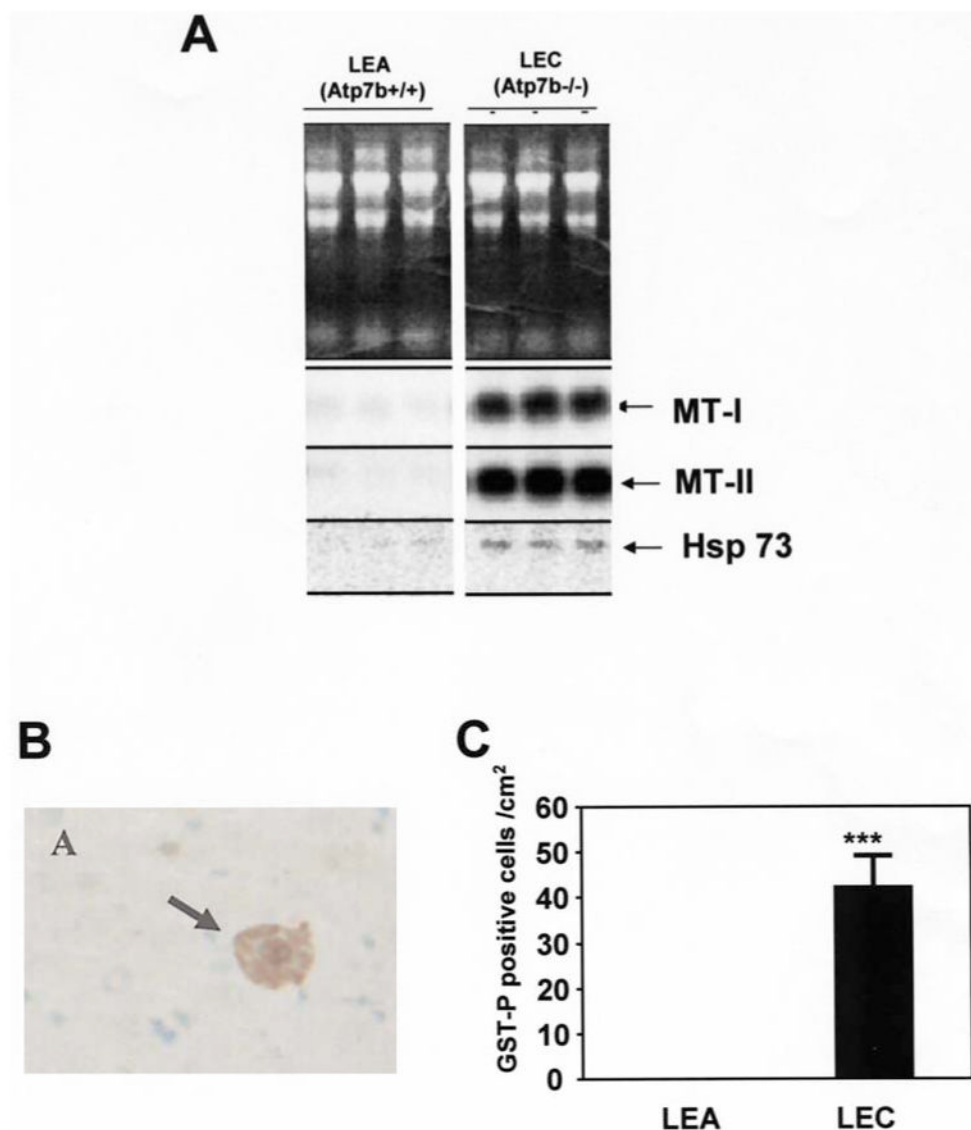 A
LEA
(Atp7b+/+)
LEC
(Atp7b-/-)
- - -
MT-I
MT-II
Hsp 73
B
A
C
GST-P positive cells /cm²
60
50
40
30
20
10
0
***
LEA
LEC